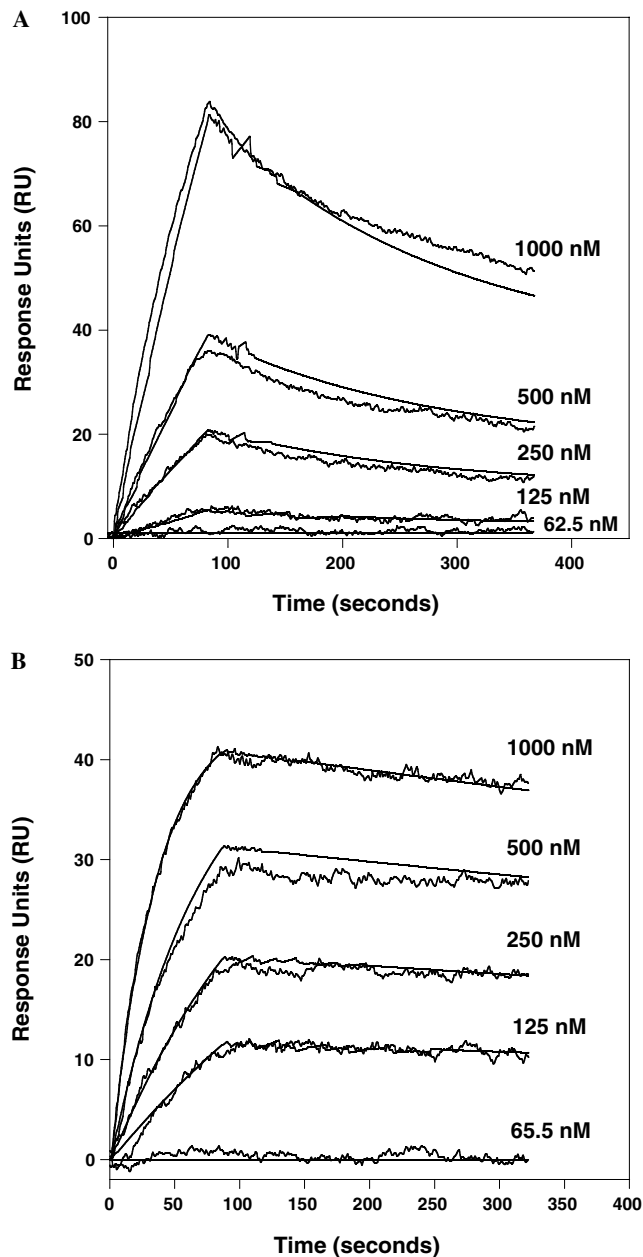 A
100
80
60
40
20
0
Response Units (RU)
1000 nM
500 nM
250 nM
125 nM
62.5 nM
0 100 200 300 400
Time (seconds)
B
50
40
30
20
10
0
Response Units (RU)
1000 nM
500 nM
250 nM
125 nM
65.5 nM
0 50 100 150 200 250 300 350 400
Time (seconds)